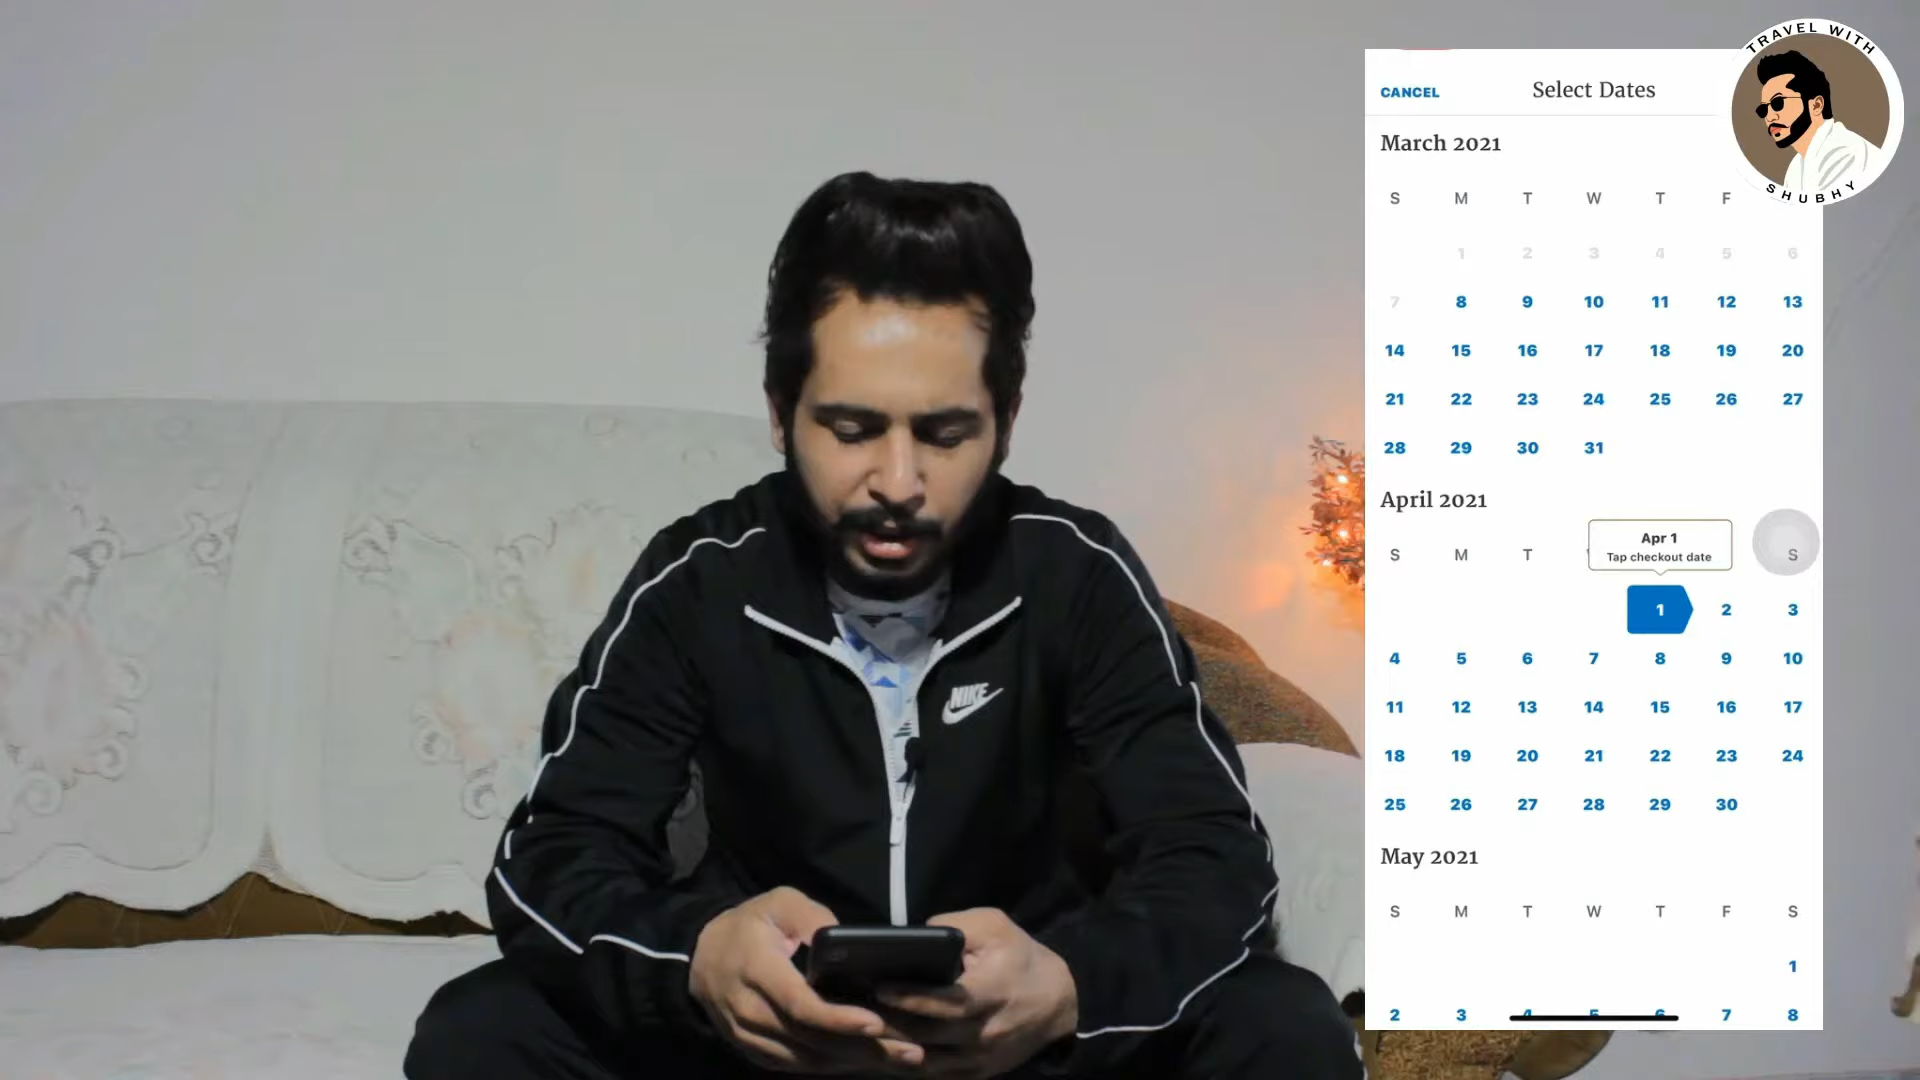 TRAVEL WITH
SHUBHY
CANCEL
Select Dates
March 2021
S M T W T F
1 2 3 4 5 6
7 8 9 10 11 12 13
14 15 16 17 18 19 20
21 22 23 24 25 26 27
28 29 30 31
April 2021
Apr 1
Tap checkout date
S M T S
1 2 3
4 5 6 7 8 9 10
11 12 13 14 15 16 17
18 19 20 21 22 23 24
25 26 27 28 29 30
May 2021
S M T W T F S
1
2 3 4 5 6 7 8
NIKE